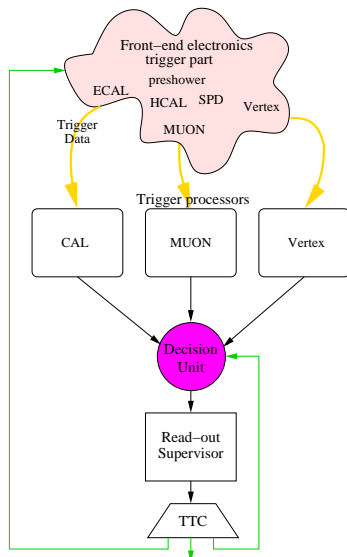 Front−end electronics
trigger part
preshower
ECAL
HCAL
SPD
Vertex
MUON
Trigger
Data
Trigger processors
CAL
MUON
Vertex
Decision
Unit
Read−out
Supervisor
TTC